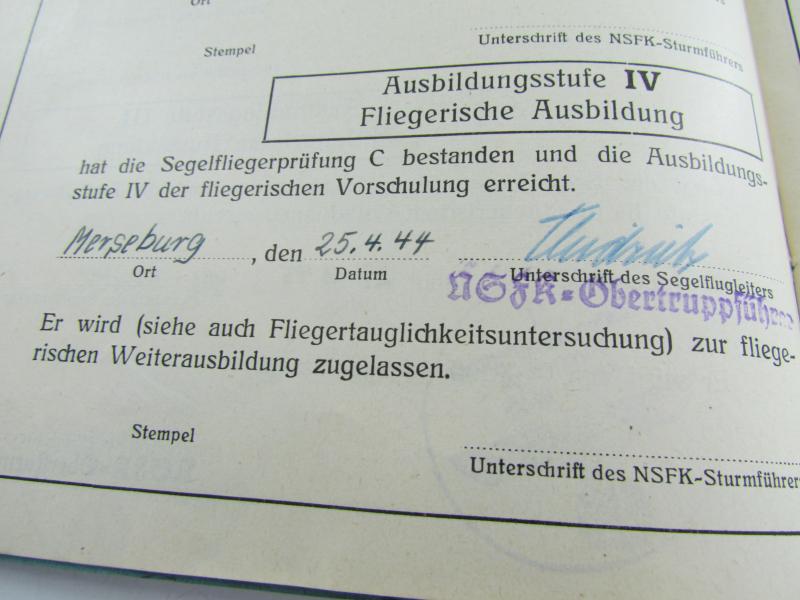 Ort
Stempel
Unterschrift des NSFK-Sturmführers
Ausbildungsstufe IV
Fliegerische Ausbildung
hat die Segelfliegerprüfung C bestanden und die Ausbildungs-
stufe IV der fliegerischen Vorschulung erreicht.
Merseburg, den 25.4.44
Ort Datum Unterschrift des Segelflugleiters
NSFK-Obertruppführer
Er wird (siehe auch Fliegertauglichkeitsuntersuchung) zur fliege-
rischen Weiterausbildung zugelassen.
Stempel
Unterschrift des NSFK-Sturmführers